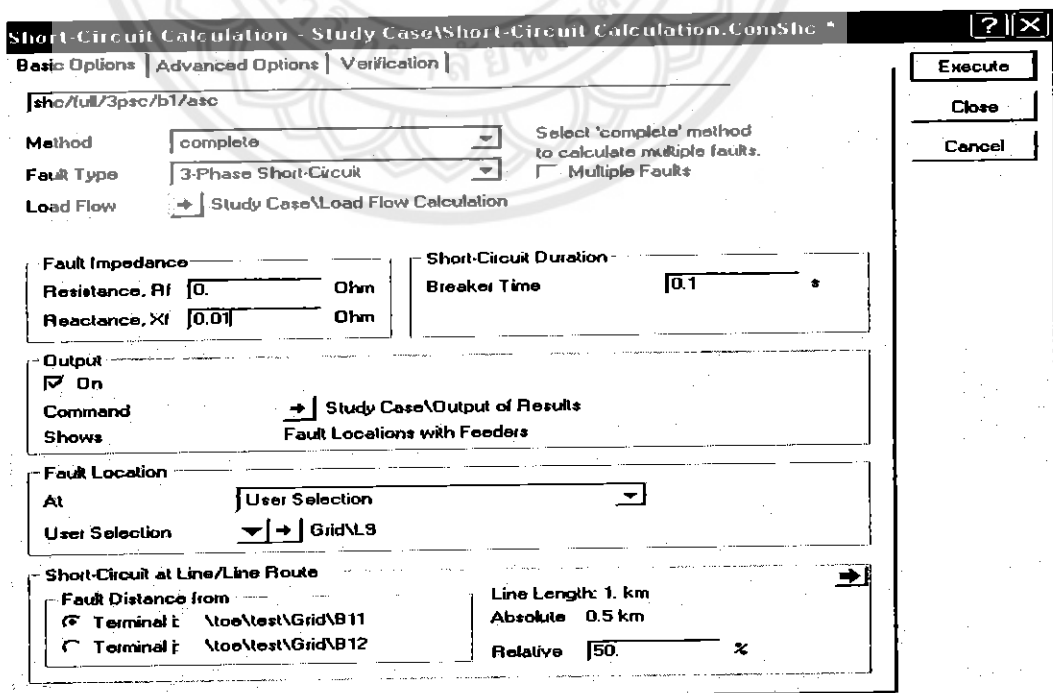 Short-Circuit Calculation - Study Case\Short-Circuit Calculation.ComShc *
Basic Options Advanced Options Verification
Execute
shc/full/3psc/b1/asc
Close
Method complete
Select 'complete' method
to calculate multiple faults.
Cancel
Fault Type 3-Phase Short-Circuit
Multiple Faults
Load Flow Study Case\Load Flow Calculation
Fault Impedance
Resistance, Rf 0. Ohm
Reactance, Xf 0.01 Ohm
Short-Circuit Duration
Breaker Time 0.1 s
Output
On
Command Study Case\Output of Results
Shows Fault Locations with Feeders
Fault Location
At User Selection
User Selection Grid\L9
Short-Circuit at Line/Line Route
Fault Distance from
Terminal i: \toe\test\Grid\B11
Terminal j: \toe\test\Grid\B12
Line Length: 1. km
Absolute 0.5 km
Relative 50. %